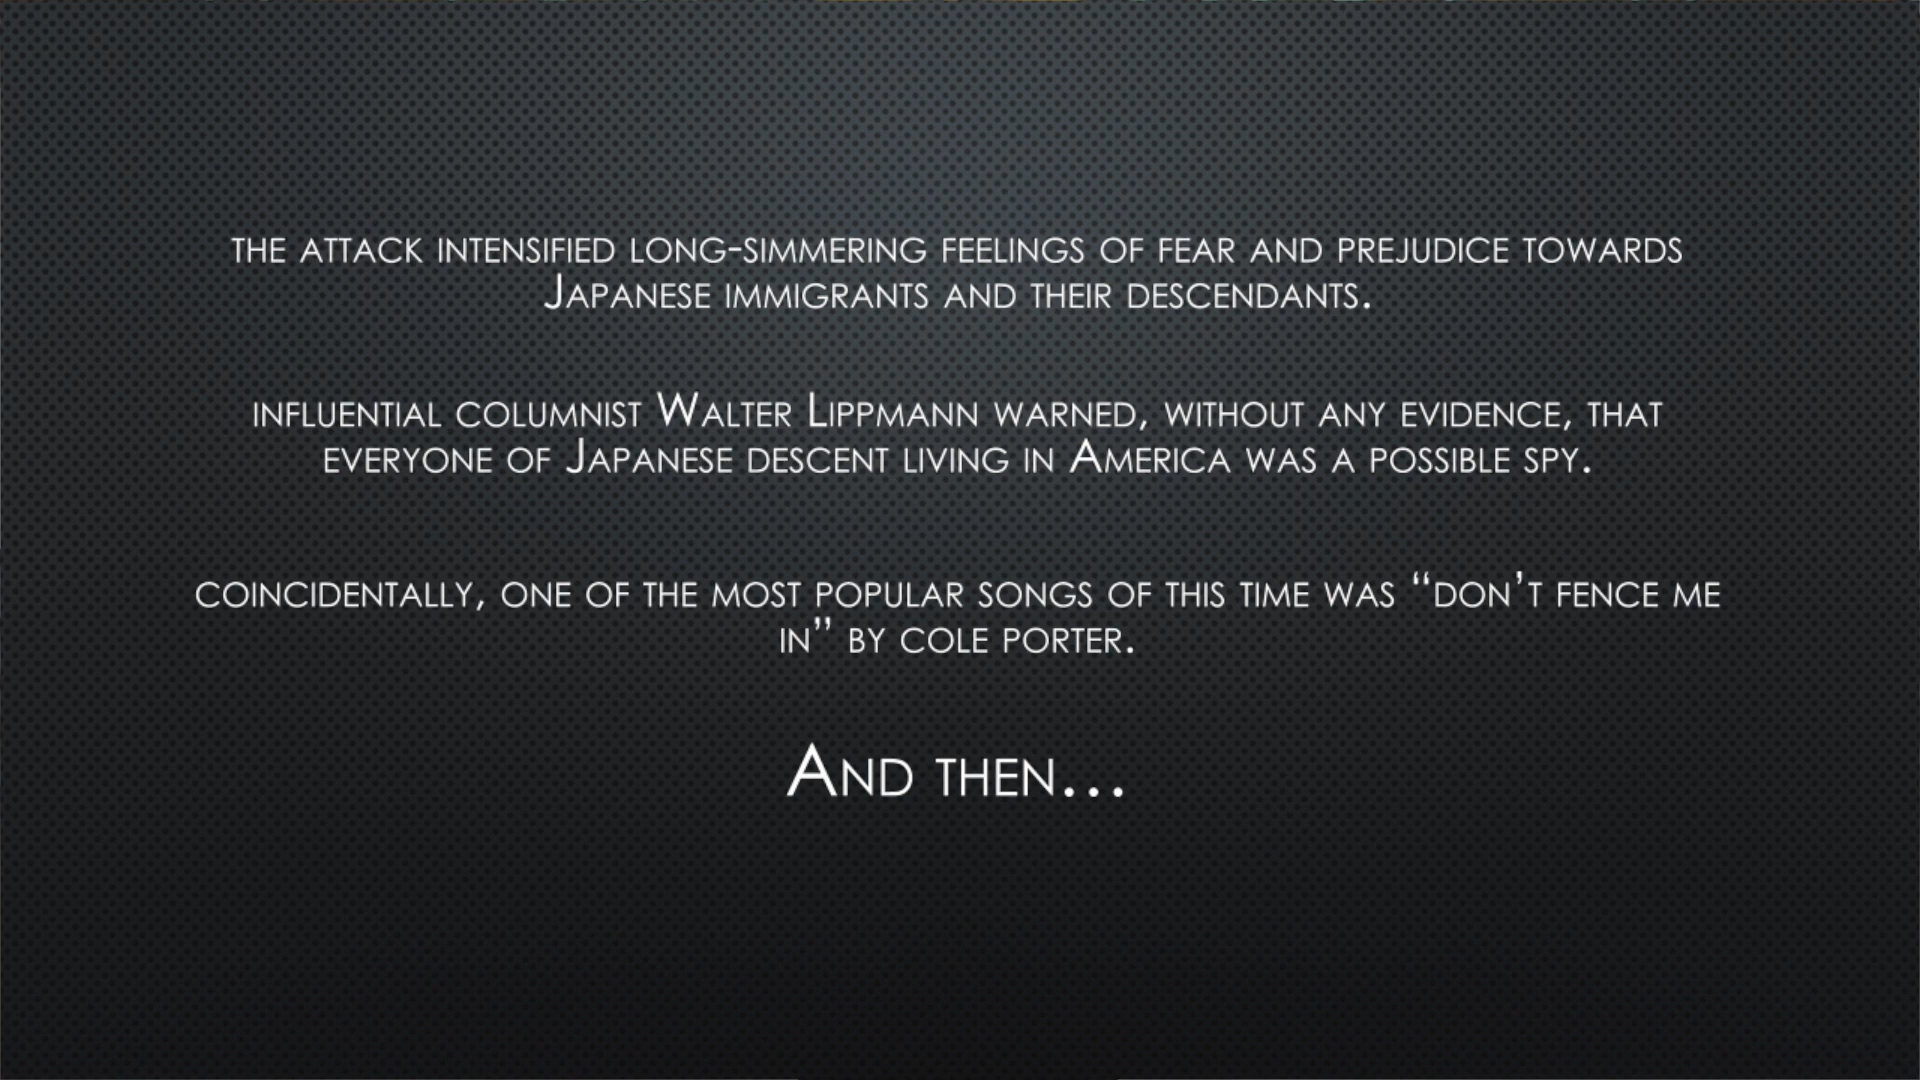 the attack intensified long-simmering feelings of fear and prejudice towards
Japanese immigrants and their descendants.
influential columnist Walter Lippmann warned, without any evidence, that
everyone of Japanese descent living in America was a possible spy.
coincidentally, one of the most popular songs of this time was “don’t fence me
in” by cole porter.
And then...